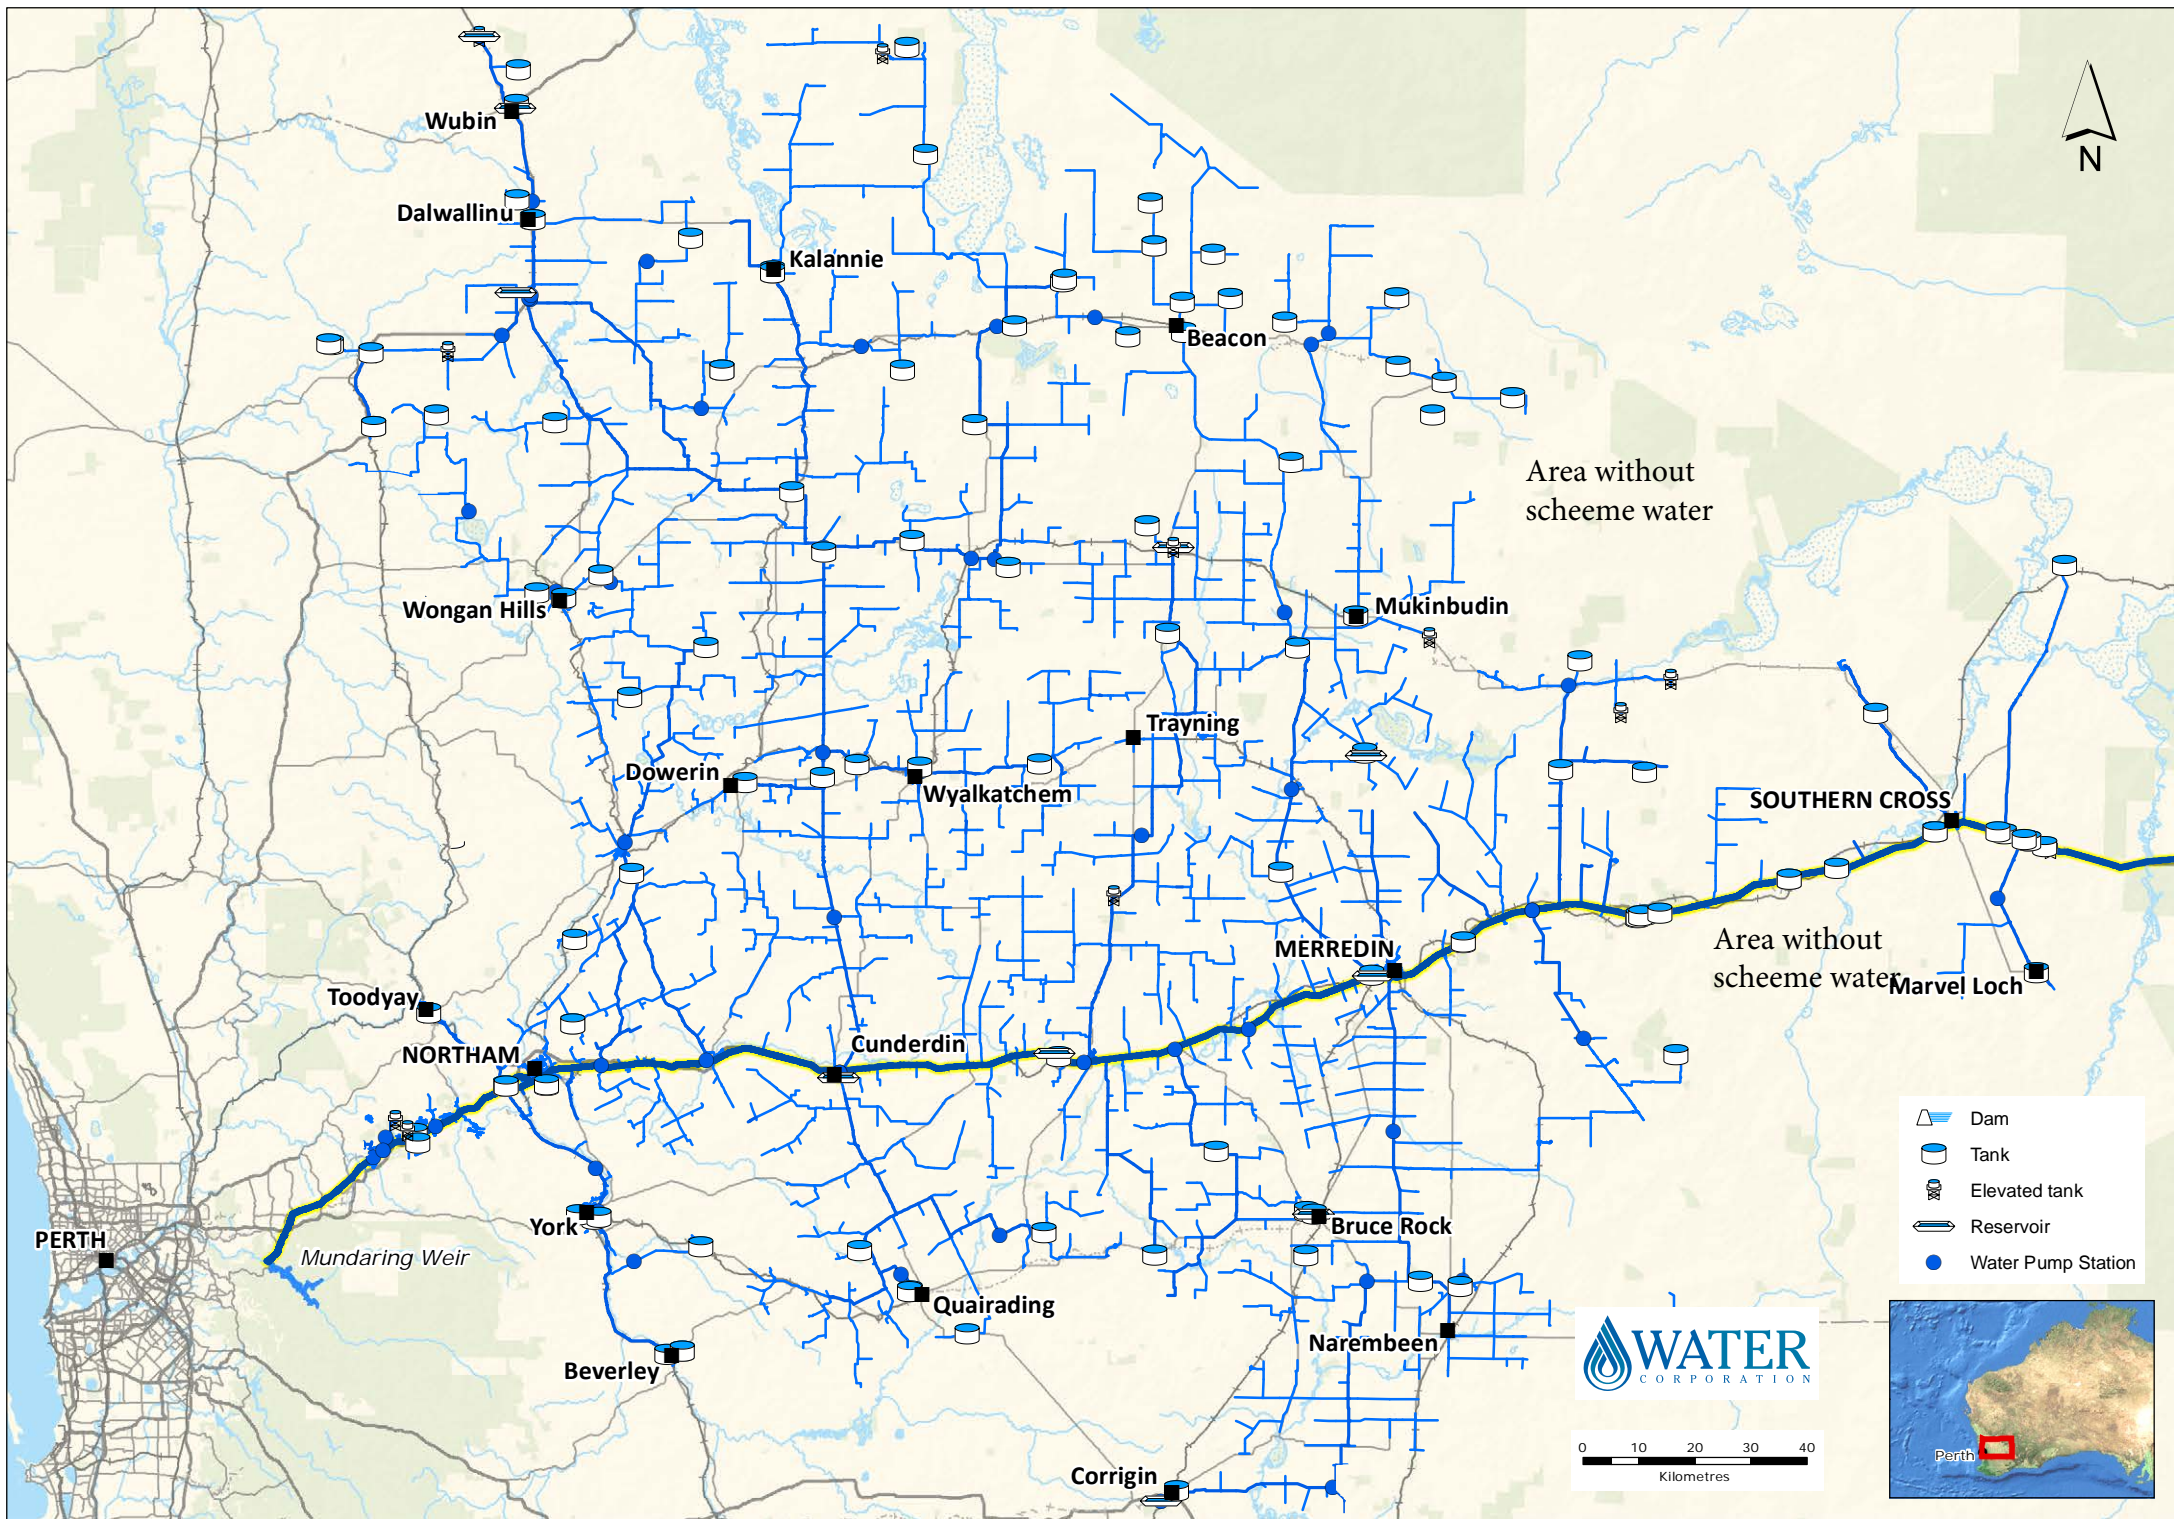 Wubin
N
Dalwallinu
Kalannie
Beacon
Area without
scheeme water
Wongan Hills
Mukinbudin
Trayning
Dowerin
Wyalkatchem
SOUTHERN CROSS
Area without
scheeme water
MERREDIN
Marvel Loch
Toodyay
NORTHAM
Cunderdin
Dam
Tank
Elevated tank
Reservoir
Water Pump Station
York
Bruce Rock
PERTH
Mundaring Weir
Quairading
Narembeen
Beverley
WATER
CORPORATION
0 10 20 30 40
Kilometres
Perth
Corrigin